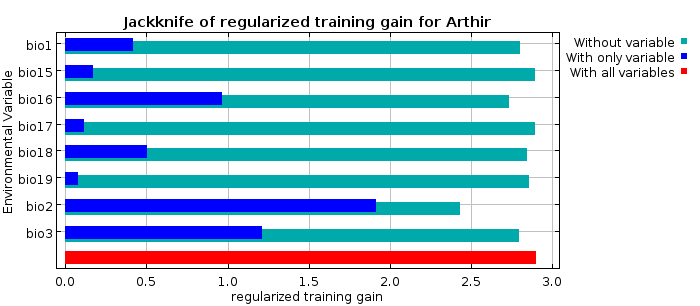 Jackknife of regularized training gain for Arthir
bio1
bio15
bio16
bio17
bio18
bio19
bio2
bio3
Environmental Variable
0.0 0.5 1.0 1.5 2.0 2.5 3.0
regularized training gain
Without variable
With only variable
With all variables